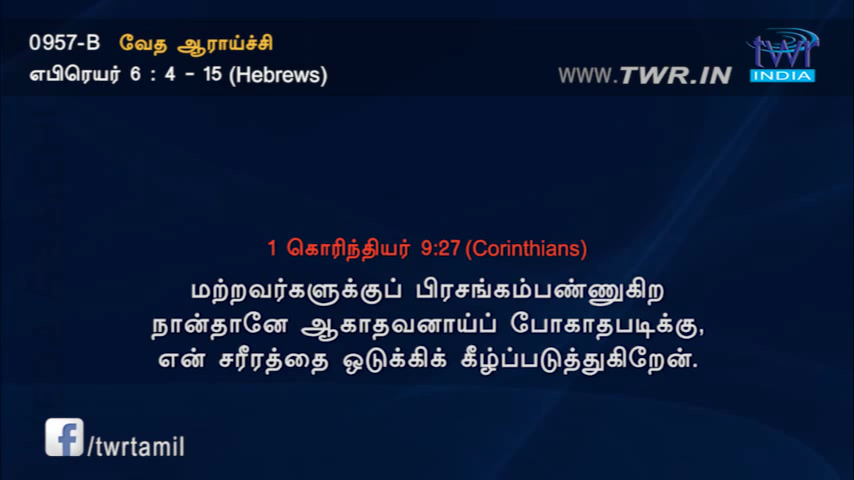 0957-B வேத ஆராய்ச்சி
எபிரெயர் 6 : 4 - 15 (Hebrews)
WWW.TWR.IN
twr
INDIA
1 கொரிந்தியர் 9:27 (Corinthians)
மற்றவர்களுக்குப் பிரசங்கம்பண்ணுகிற
நான்தானே ஆகாதவனாய்ப் போகாதபடிக்கு,
என் சரீரத்தை ஒடுக்கிக் கீழ்ப்படுத்துகிறேன்.
f/twrtamil